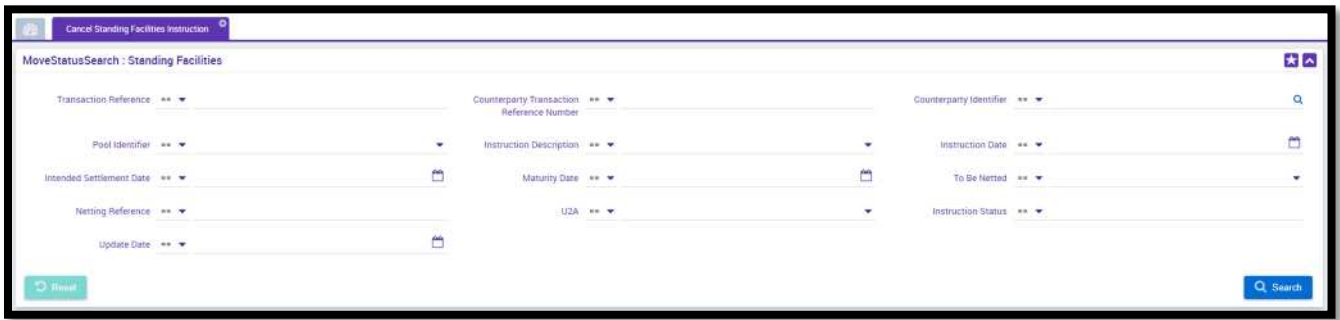 Cancel Standing Facilities Instruction
MoveStatusSearch : Standing Facilities
Transaction Reference == Counterparty Transaction Reference Number == Counterparty Identifier ==
Pool Identifier == Instruction Description == Instruction Date ==
Intended Settlement Date == Maturity Date == To Be Netted ==
Netting Reference == U2A == Instruction Status ==
Update Date ==
Reset Search